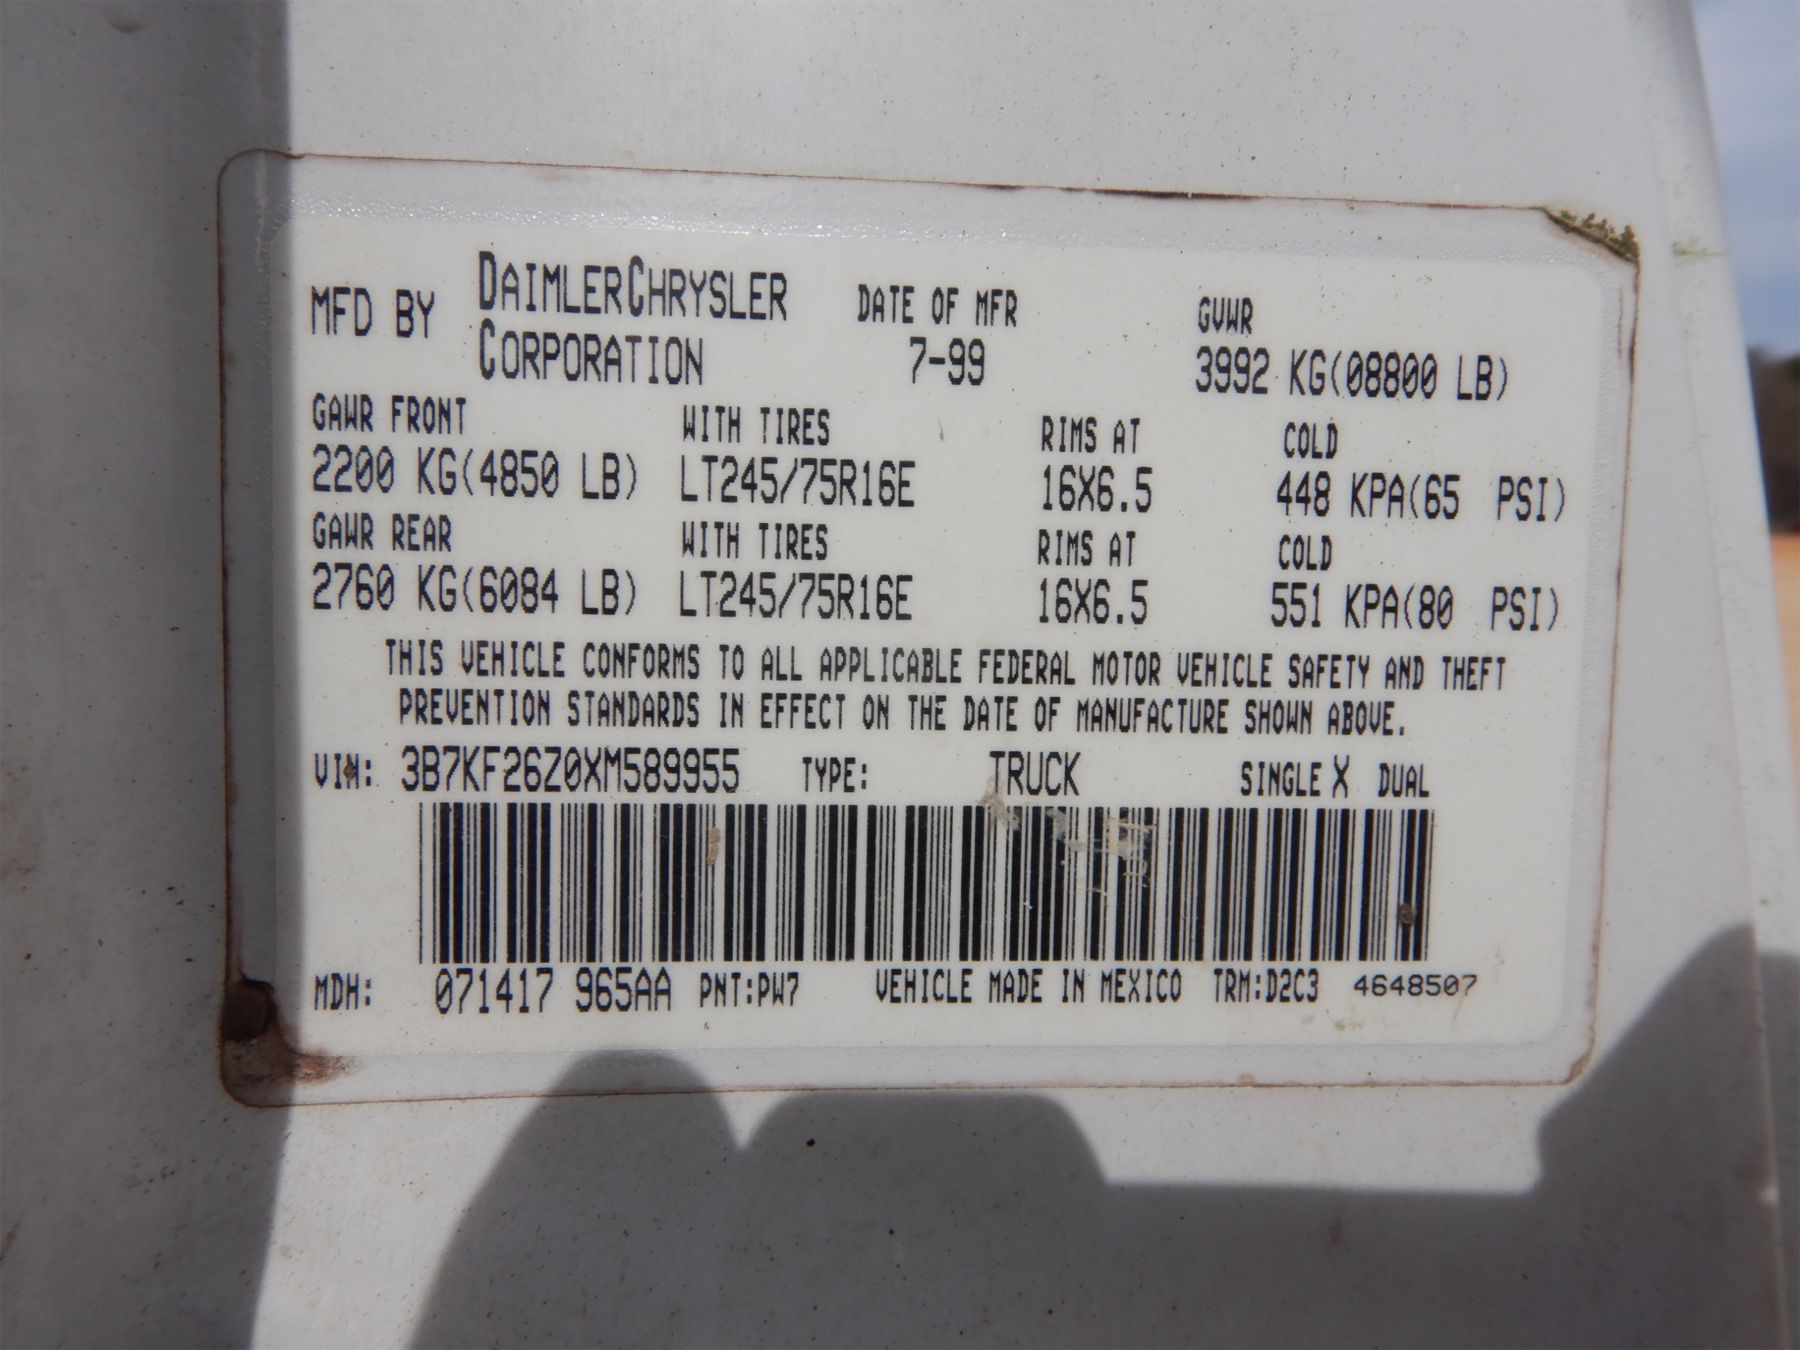 MFD BY DAIMLERCHRYSLER CORPORATION DATE OF MFR 7-99 GVWR 3992 KG(08800 LB)
GAWR FRONT WITH TIRES RIMS AT COLD
2200 KG(4850 LB) LT245/75R16E 16X6.5 448 KPA(65 PSI)
GAWR REAR WITH TIRES RIMS AT COLD
2760 KG(6084 LB) LT245/75R16E 16X6.5 551 KPA(80 PSI)
THIS VEHICLE CONFORMS TO ALL APPLICABLE FEDERAL MOTOR VEHICLE SAFETY AND THEFT
PREVENTION STANDARDS IN EFFECT ON THE DATE OF MANUFACTURE SHOWN ABOVE.
VIN: 3B7KF26Z0XM589955 TYPE: TRUCK SINGLE X DUAL
MDH: 071417 965AA PNT:PW7 VEHICLE MADE IN MEXICO TRM:D2C3 4648507